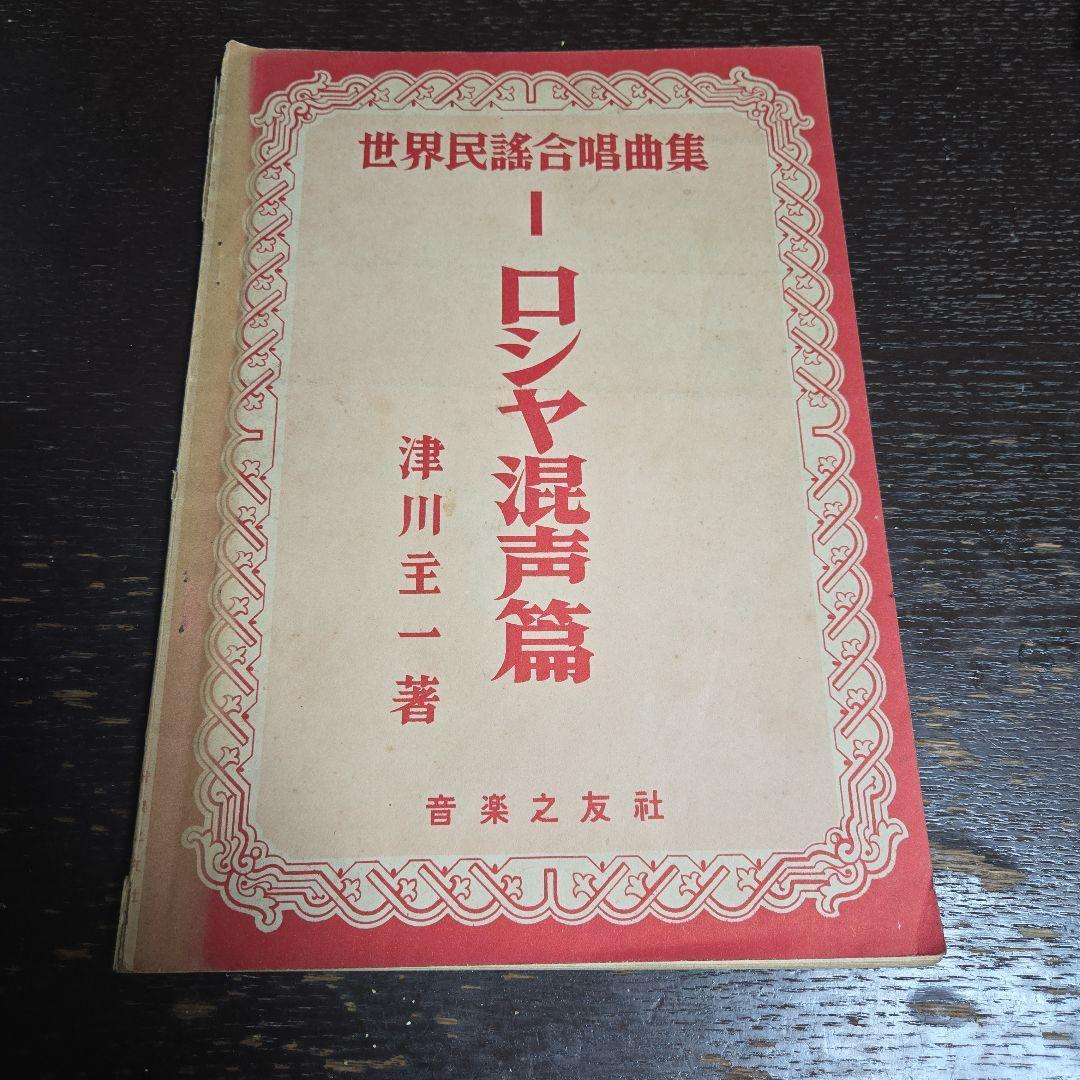 世界民謠合唱曲集
I
ロシヤ混声篇
津川主一著
音楽之友社